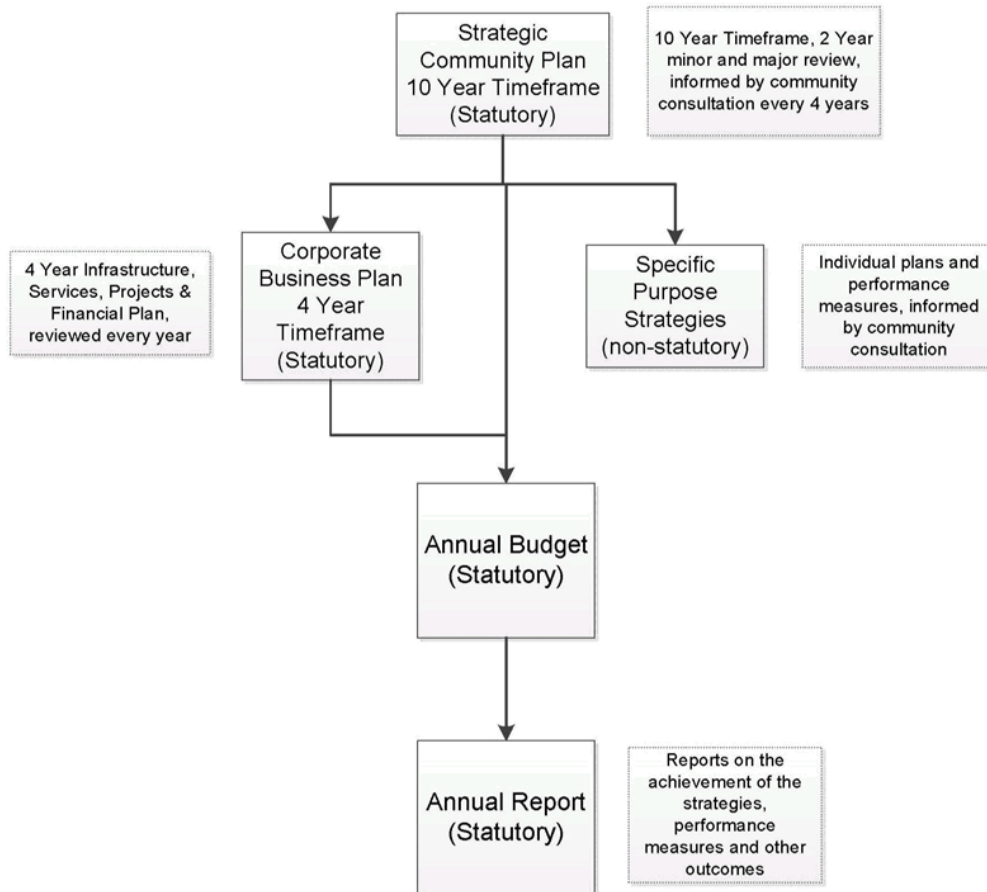 Strategic
Community Plan
10 Year Timeframe
(Statutory)
10 Year Timeframe, 2 Year
minor and major review,
informed by community
consultation every 4 years
4 Year Infrastructure,
Services, Projects &
Financial Plan,
reviewed every year
Corporate
Business Plan
4 Year
Timeframe
(Statutory)
Specific
Purpose
Strategies
(non-statutory)
Individual plans and
performance
measures, informed
by community
consultation
Annual Budget
(Statutory)
Annual Report
(Statutory)
Reports on the
achievement of the
strategies,
performance
measures and other
outcomes